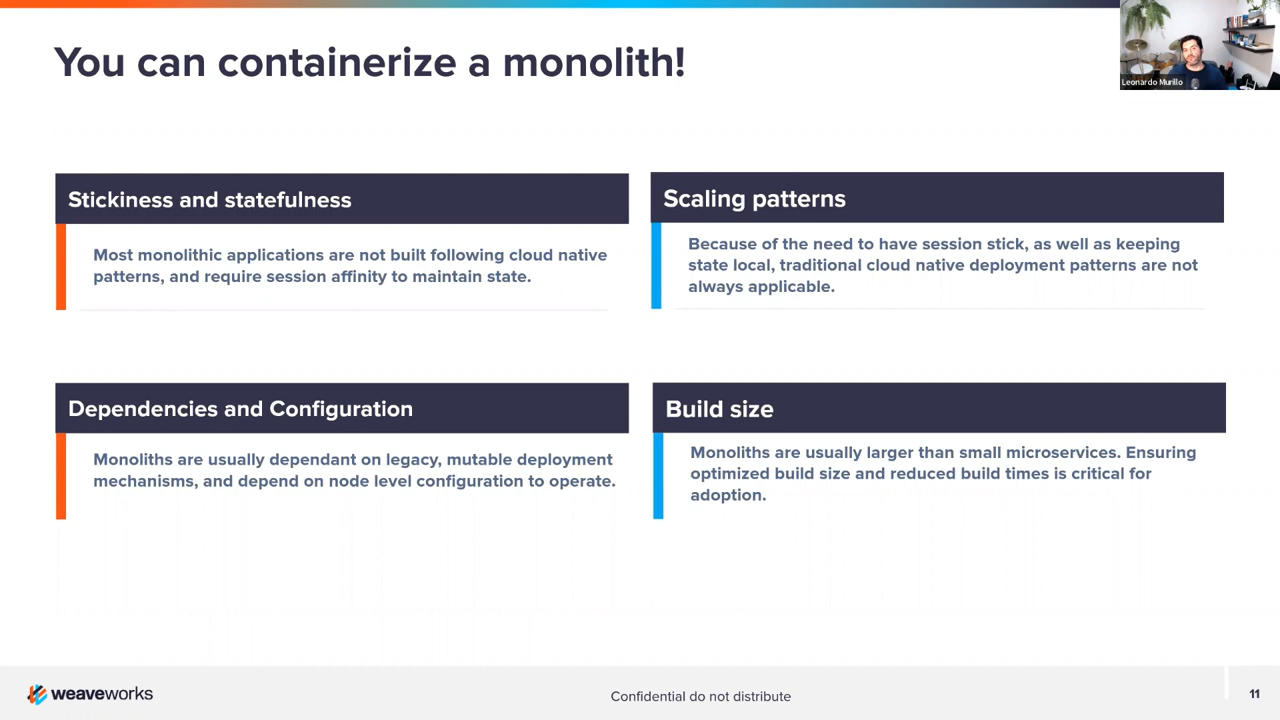 You can containerize a monolith!
Leonardo Murillo
Stickiness and statefulness
Most monolithic applications are not built following cloud native
patterns, and require session affinity to maintain state.
Scaling patterns
Because of the need to have session stick, as well as keeping
state local, traditional cloud native deployment patterns are not
always applicable.
Dependencies and Configuration
Monoliths are usually dependant on legacy, mutable deployment
mechanisms, and depend on node level configuration to operate.
Build size
Monoliths are usually larger than small microservices. Ensuring
optimized build size and reduced build times is critical for
adoption.
weaveworks
Confidential do not distribute
11